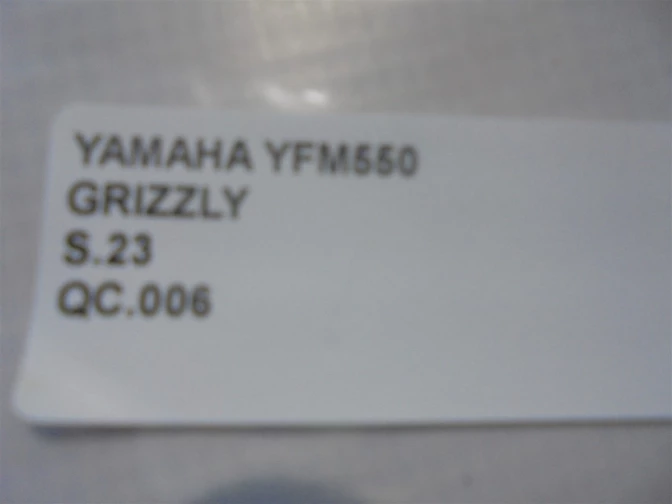 YAMAHA YFM550
GRIZZLY
S.23
QC.006